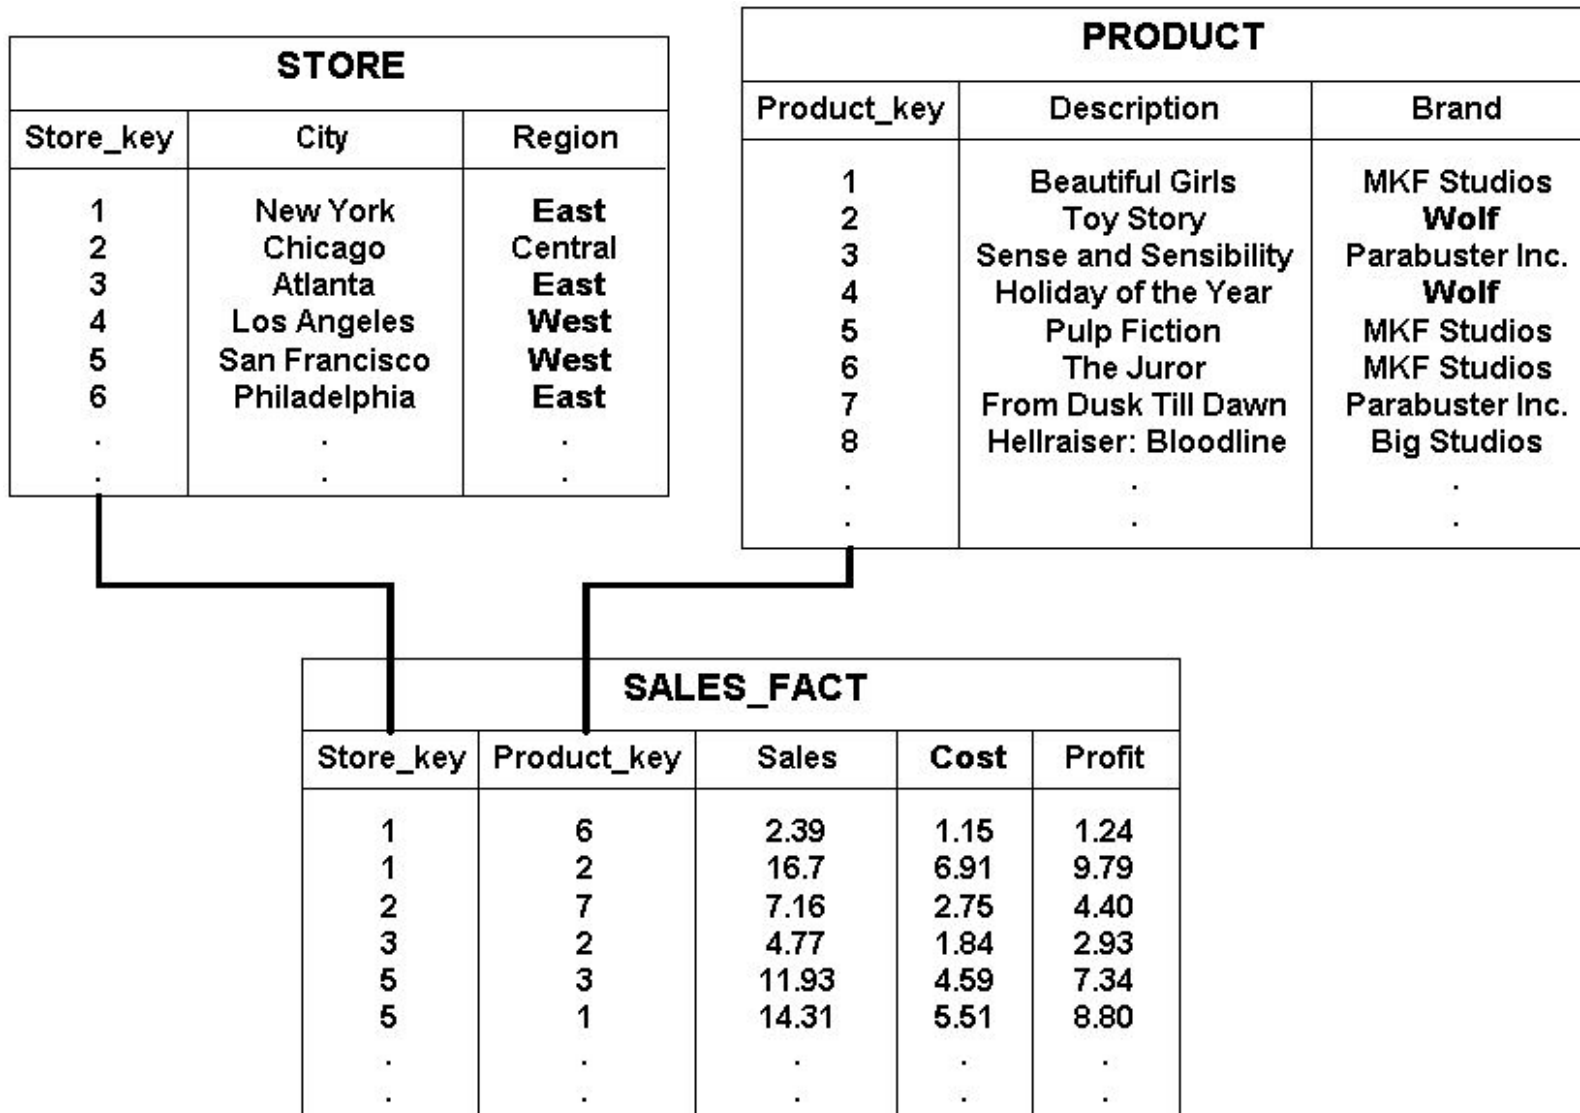 STORE
Store_key City Region
1 New York East
2 Chicago Central
3 Atlanta East
4 Los Angeles West
5 San Francisco West
6 Philadelphia East
. . .
. . .
PRODUCT
Product_key Description Brand
1 Beautiful Girls MKF Studios
2 Toy Story Wolf
3 Sense and Sensibility Parabuster Inc.
4 Holiday of the Year Wolf
5 Pulp Fiction MKF Studios
6 The Juror MKF Studios
7 From Dusk Till Dawn Parabuster Inc.
8 Hellraiser: Bloodline Big Studios
. . .
. . .
SALES_FACT
Store_key Product_key Sales Cost Profit
1 6 2.39 1.15 1.24
1 2 16.7 6.91 9.79
2 7 7.16 2.75 4.40
3 2 4.77 1.84 2.93
5 3 11.93 4.59 7.34
5 1 14.31 5.51 8.80
. . . . .
. . . . .